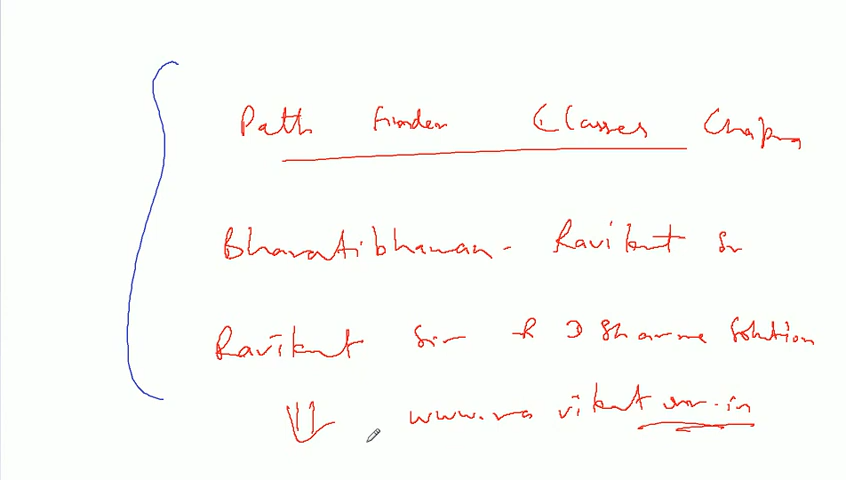 Path Finder Classes Chapra
Bharatibhawan - Ravikant Sir
Ravikant Sir R D Sharma Solution
www.ravikantsir.in